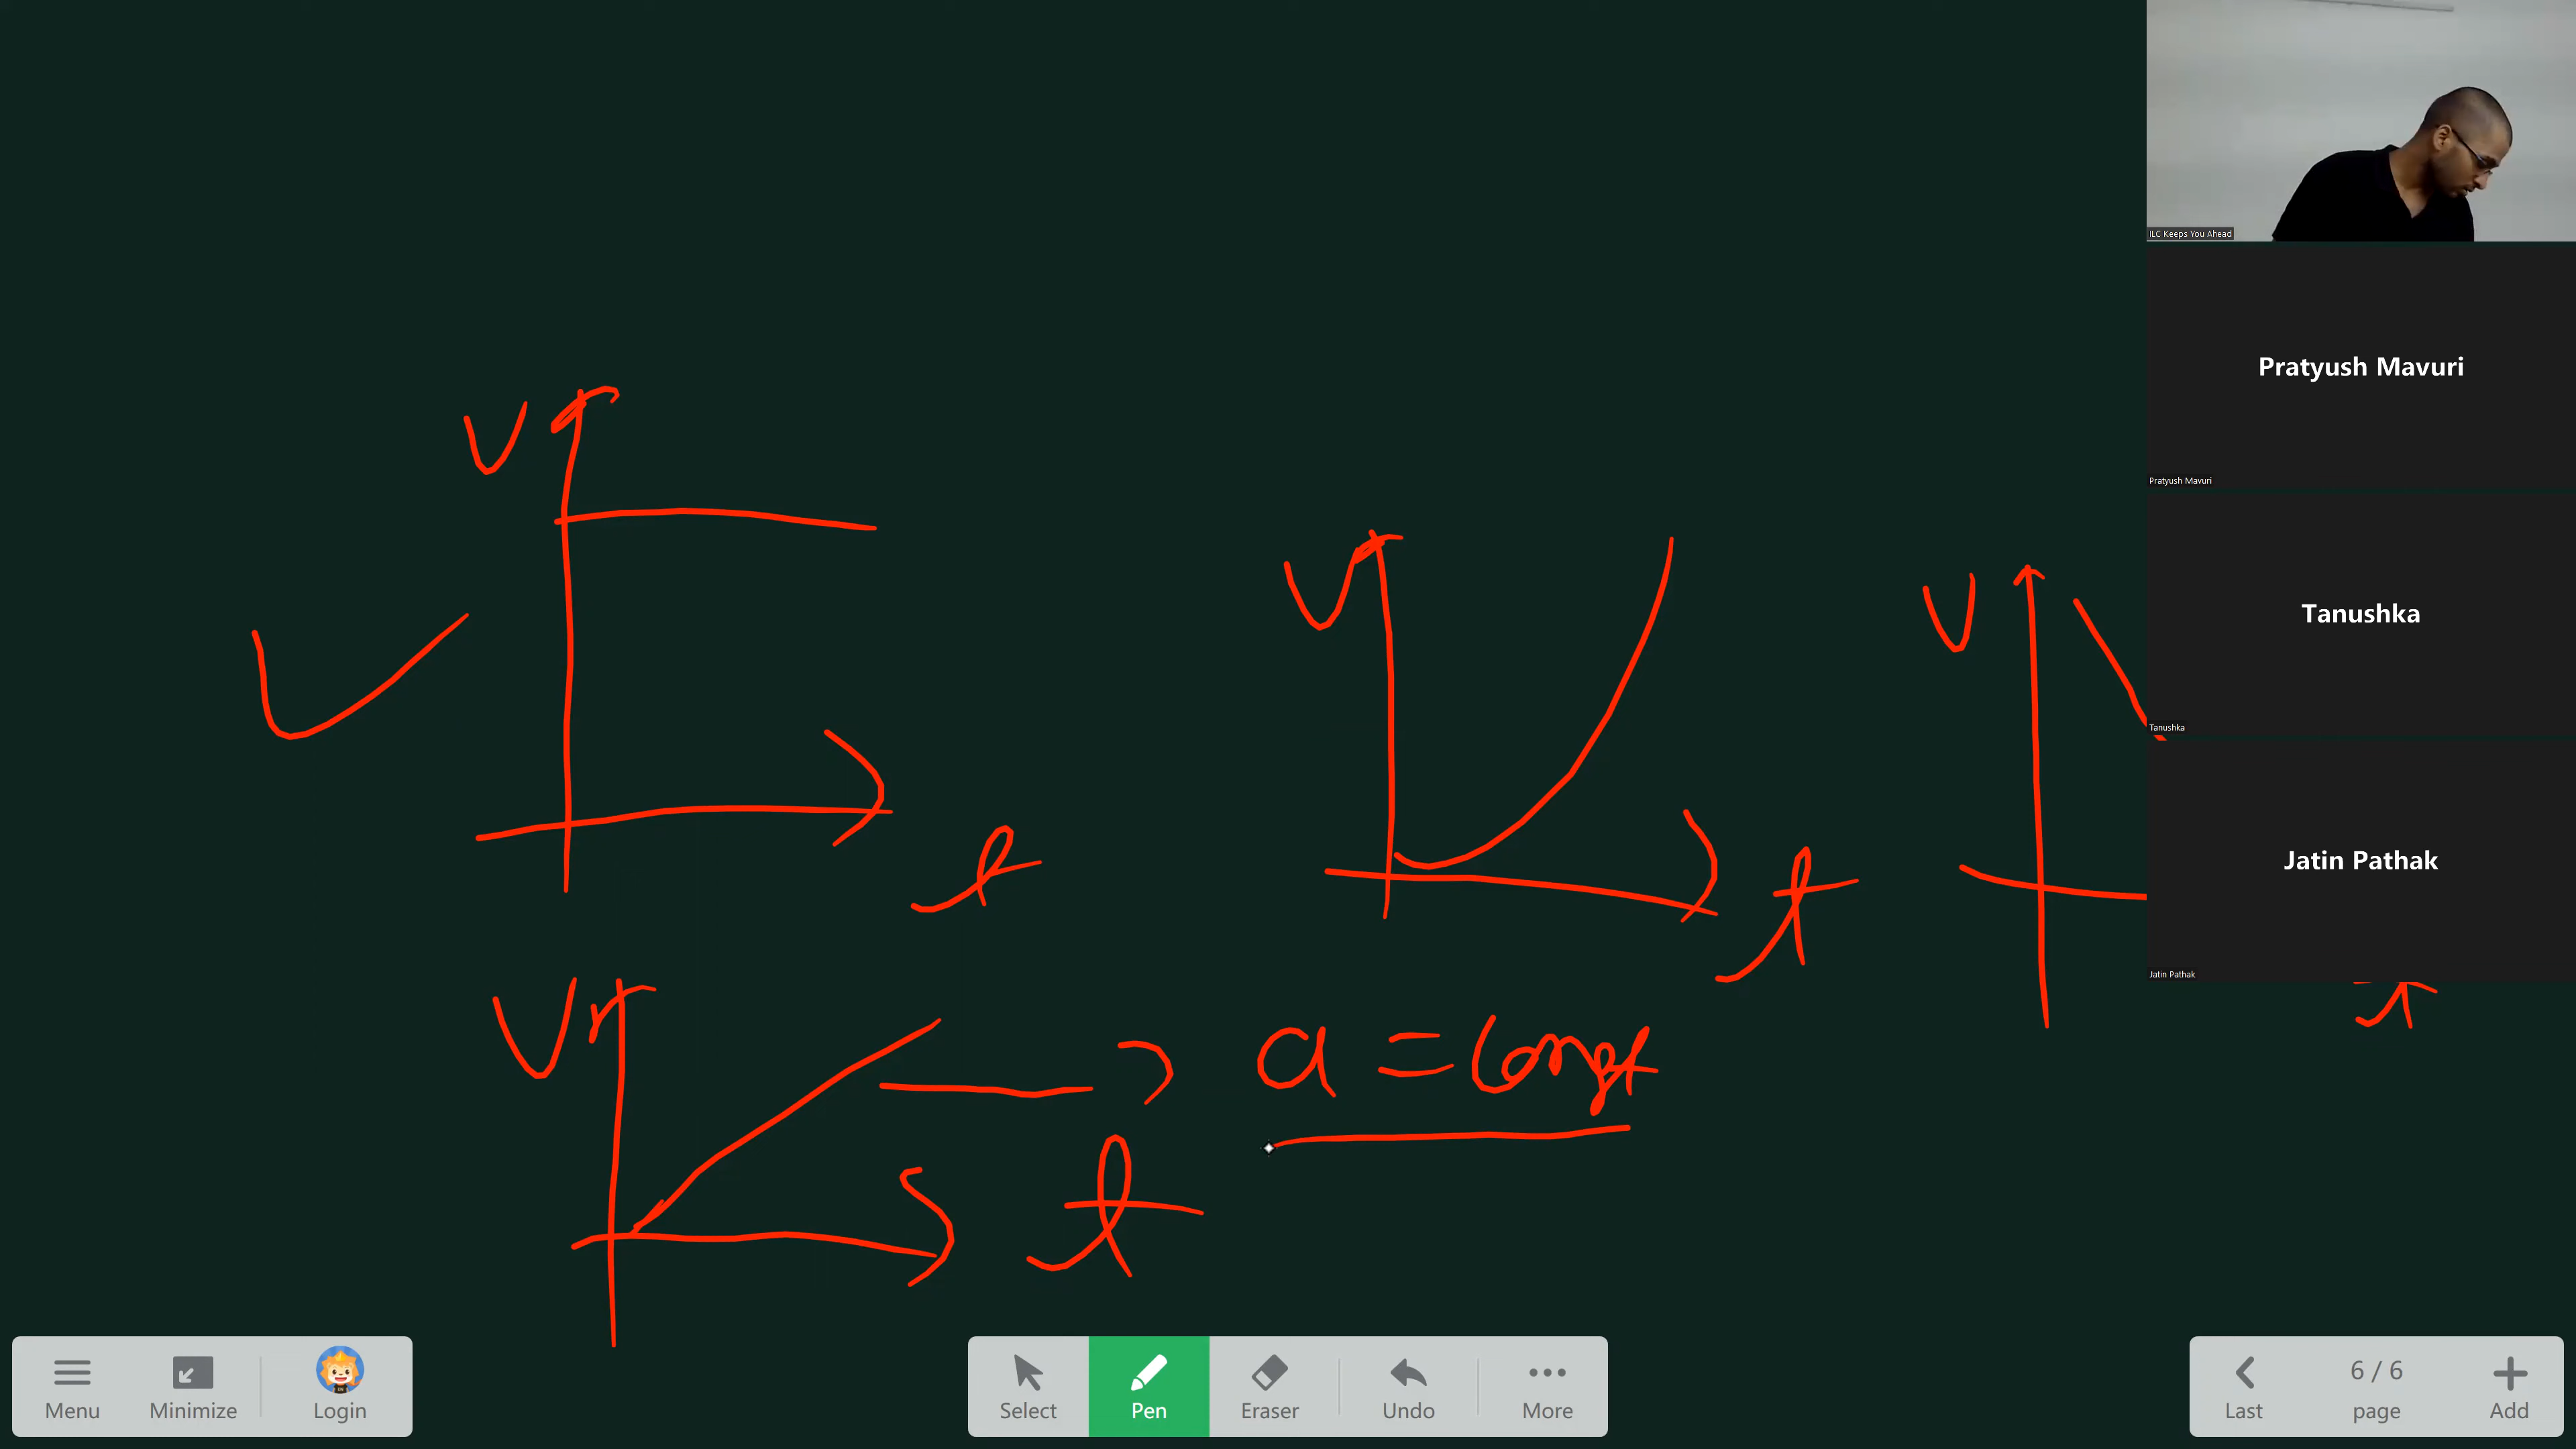 ILC Keeps You Ahead
Pratyush Mavuri
Pratyush Mavuri
Tanushka
Tanushka
Jatin Pathak
Jatin Pathak
V
t
V
t
V
t
V
t
a = const
Menu
Minimize
Login
Select
Pen
Eraser
Undo
More
Last
6 / 6
page
Add